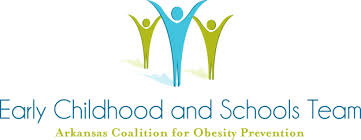 Early Childhood and Schools Team
Arkansas Coalition for Obesity Prevention